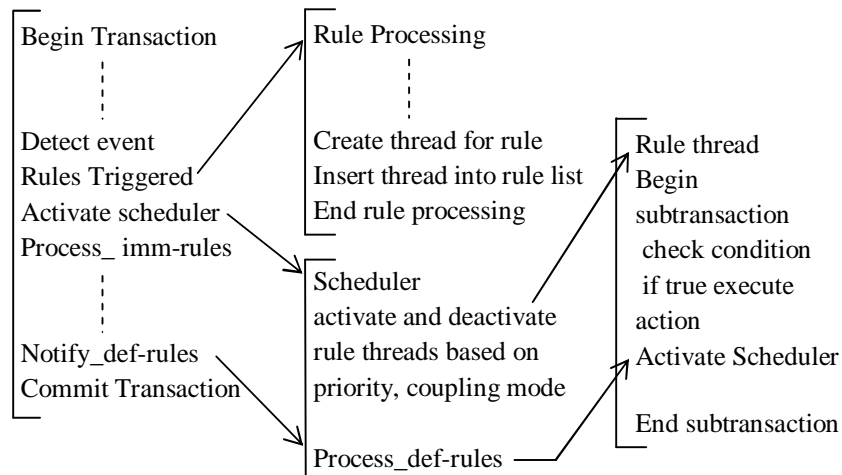 Begin Transaction
Detect event
Rules Triggered
Activate scheduler
Process_ imm-rules
Notify_def-rules
Commit Transaction
Rule Processing
Create thread for rule
Insert thread into rule list
End rule processing
Scheduler
activate and deactivate
rule threads based on
priority, coupling mode
Process_def-rules
Rule thread
Begin
subtransaction
check condition
if true execute
action
Activate Scheduler
End subtransaction